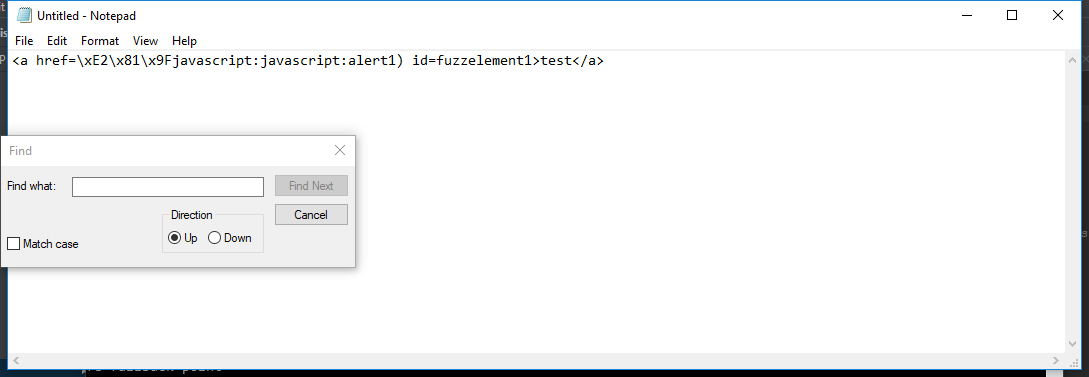 Untitled - Notepad
File Edit Format View Help
<a href=\xE2\x81\x9Fjavascript:javascript:alert1) id=fuzzelement1>test</a>
Find
Find what:
Find Next
Direction
Cancel
Up Down
Match case